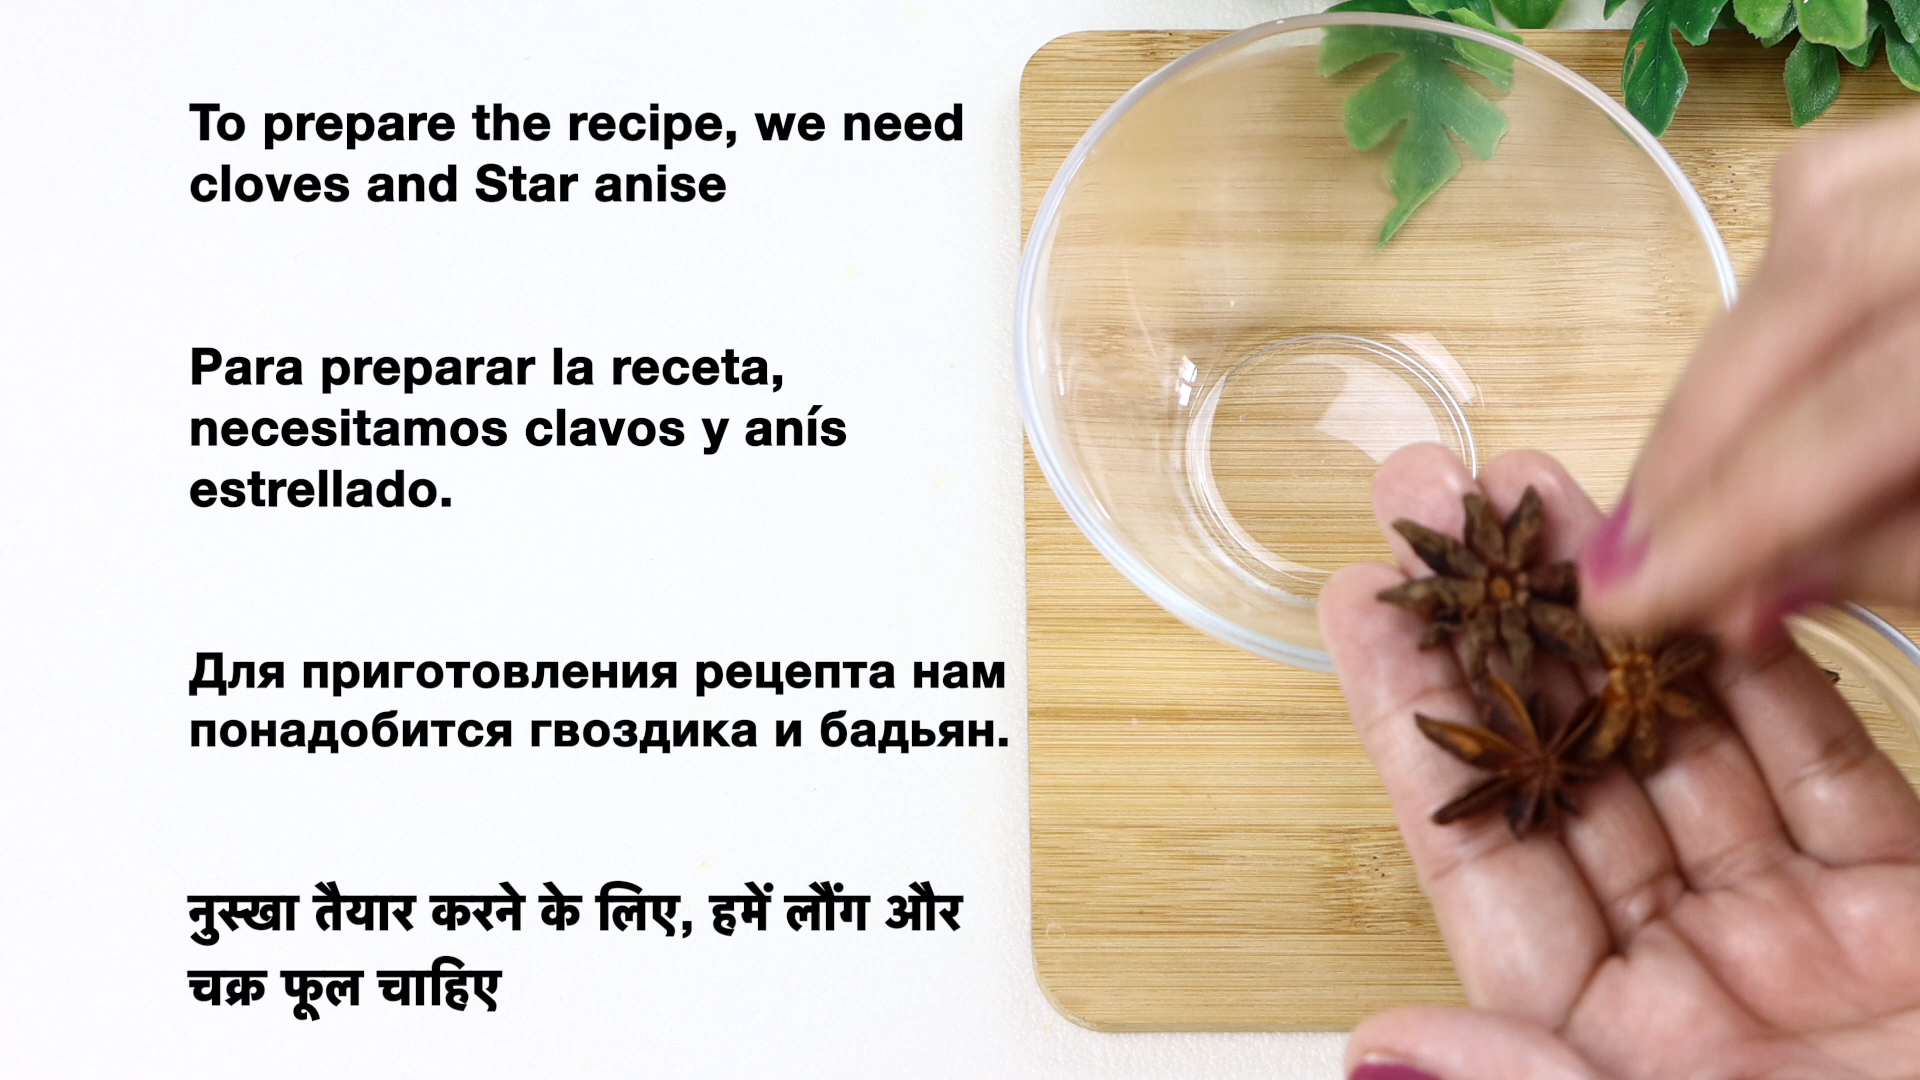 To prepare the recipe, we need
cloves and Star anise
Para preparar la receta,
necesitamos clavos y anís
estrellado.
Для приготовления рецепта нам
понадобится гвоздика и бадьян.
नुस्खा तैयार करने के लिए, हमें लौंग और
चक्र फूल चाहिए